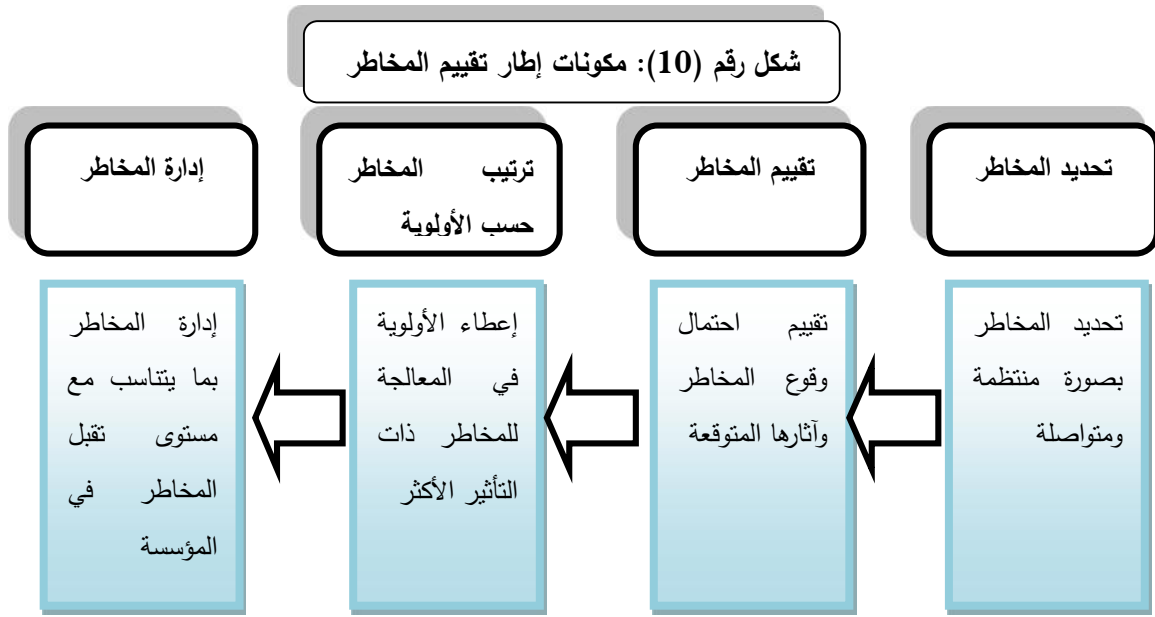 شكل رقم (10): مكونات إطار تقييم المخاطر
تحديد المخاطر
تقييم المخاطر
ترتيب المخاطر
حسب الأولوية
إدارة المخاطر
تحديد المخاطر
بصورة منتظمة
ومتواصلة
تقييم احتمال
وقوع المخاطر
وآثارها المتوقعة
إعطاء الأولوية
في المعالجة
للمخاطر ذات
التأثير الأكثر
إدارة المخاطر
بما يتناسب مع
مستوى تقبل
المخاطر في
المؤسسة